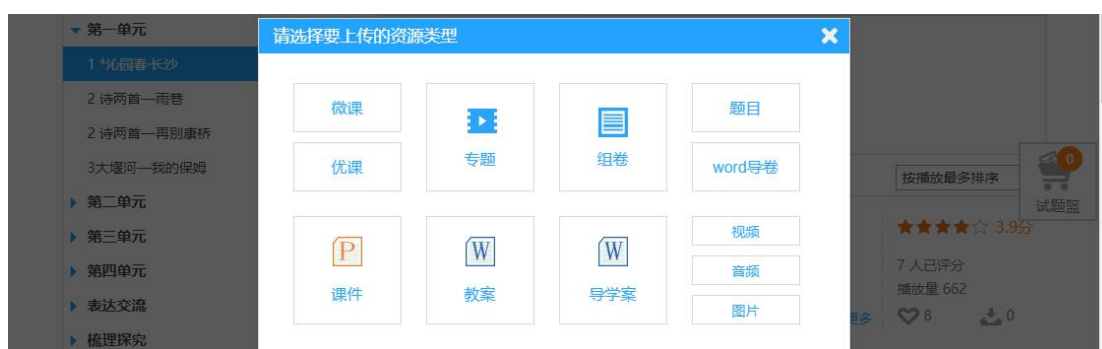 第一单元
1 *沁园春·长沙
2 诗两首—雨巷
2 诗两首—再别康桥
3大堰河—我的保姆
第二单元
第三单元
第四单元
表达交流
梳理探究
请选择要上传的资源类型
微课
优课
专题
组卷
题目
word导卷
P
课件
W
教案
W
导学案
视频
音频
图片
按播放最多排序
0
试题篮
3.9分
7 人已评分
播放量 662
更多
8
0